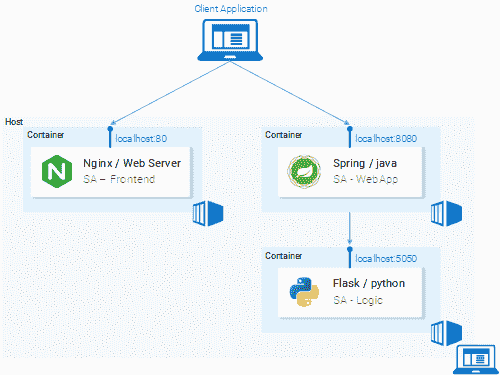 Client Application
Host
Container
localhost:80
Nginx / Web Server
SA – Frontend
Container
localhost:8080
Spring / java
SA - WebApp
Container
localhost:5050
Flask / python
SA - Logic